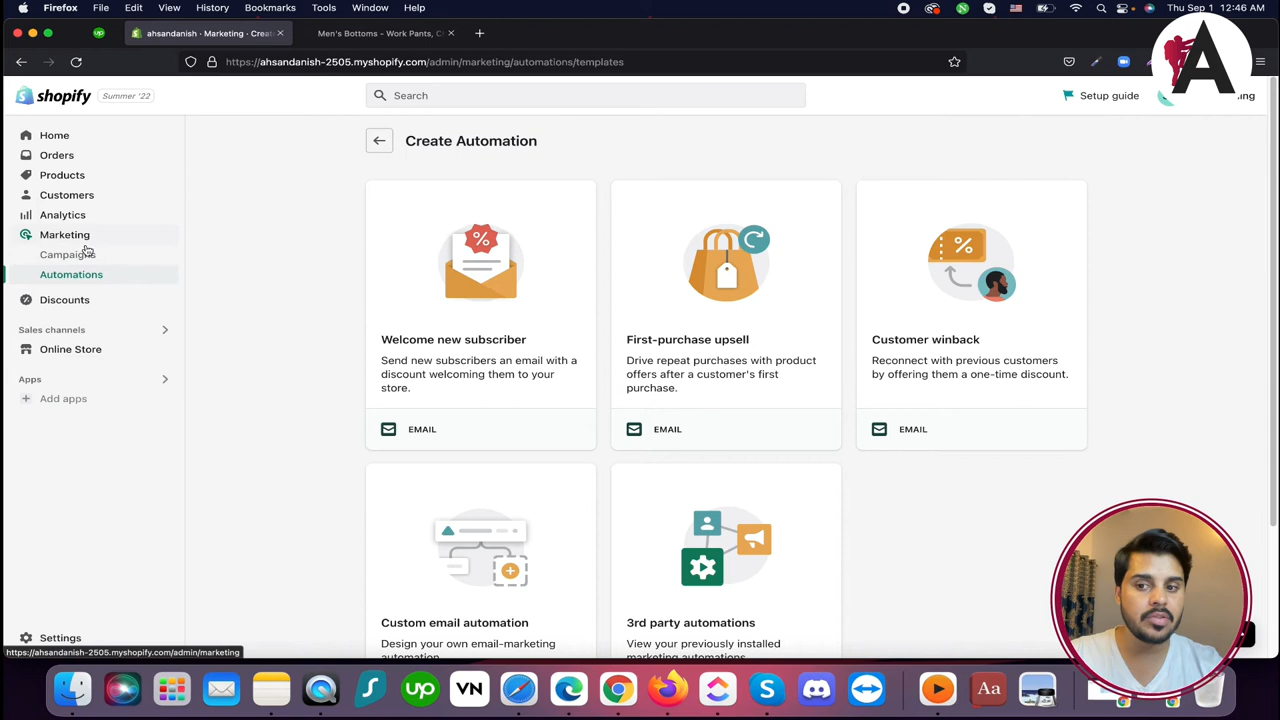 Firefox File Edit View History Bookmarks Tools Window Help Thu Sep 1 12:46 AM
ahsandanish · Marketing · Create
Men's Bottoms - Work Pants, C
https://ahsandanish-2505.myshopify.com/admin/marketing/automations/templates
A
shopify
Summer '22
Search
Setup guide
Home
Orders
Products
Customers
Analytics
Marketing
Campaigns
Automations
Discounts
Sales channels
Online Store
Apps
Add apps
Settings
Create Automation
Welcome new subscriber
Send new subscribers an email with a
discount welcoming them to your
store.
EMAIL
First-purchase upsell
Drive repeat purchases with product
offers after a customer's first
purchase.
EMAIL
Customer winback
Reconnect with previous customers
by offering them a one-time discount.
EMAIL
Custom email automation
Design your own email-marketing
automation
3rd party automations
View your previously installed
marketing automations
https://ahsandanish-2505.myshopify.com/admin/marketing
up
VN
Aa